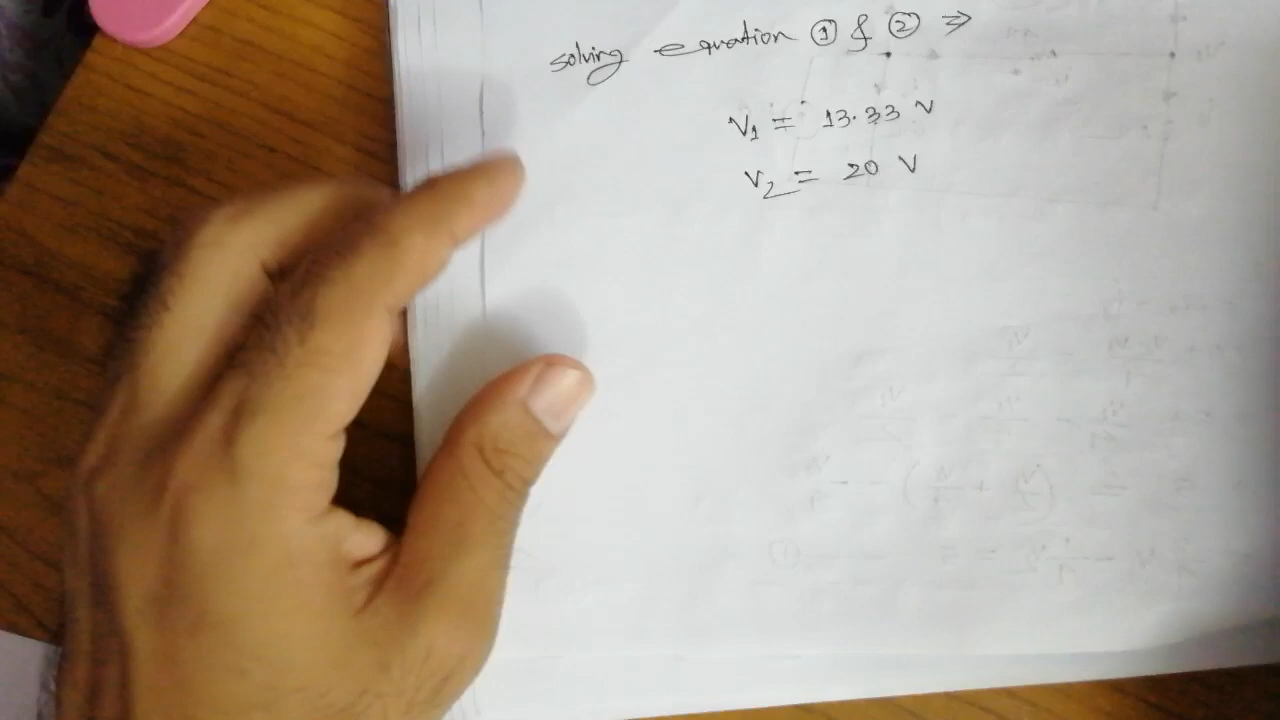 solving equation ① & ② ⇒
V₁ = 13.33 V
V₂ = 20 V